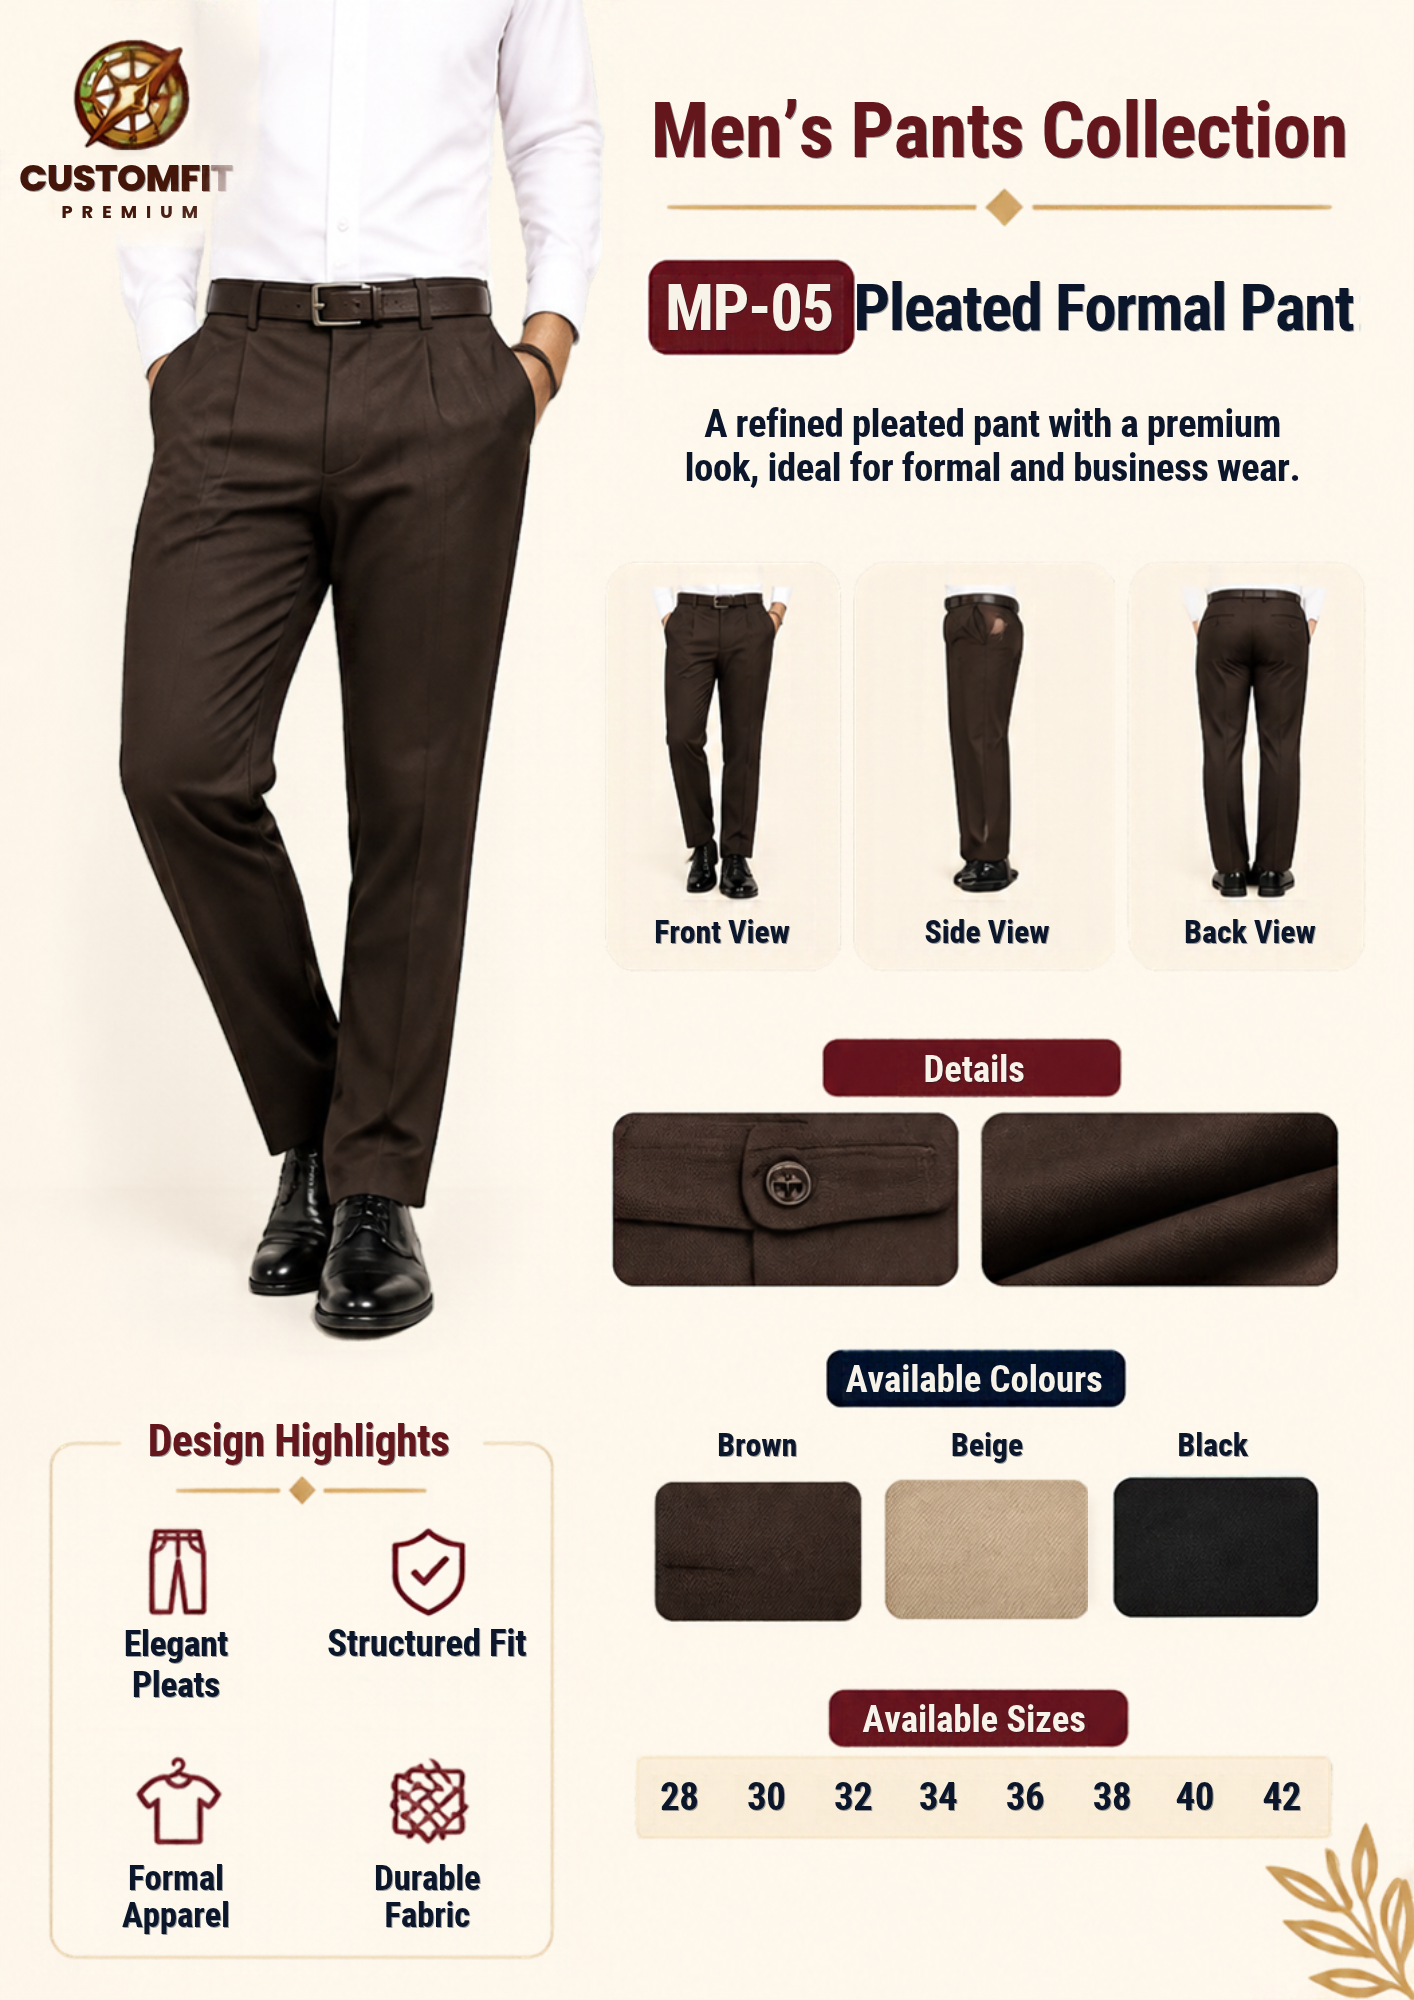 CUSTOMFIT
PREMIUM
Men’s Pants Collection
MP-05 Pleated Formal Pant
A refined pleated pant with a premium
look, ideal for formal and business wear.
Front View
Side View
Back View
Details
Available Colours
Brown
Beige
Black
Available Sizes
28 30 32 34 36 38 40 42
Design Highlights
Elegant
Pleats
Structured Fit
Formal
Apparel
Durable
Fabric